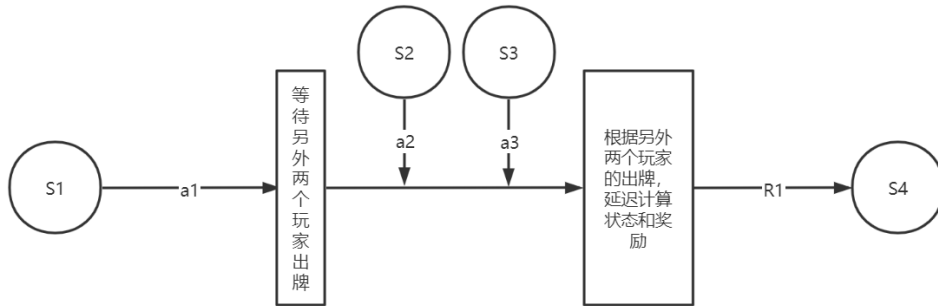 S2
S3
等
待
另
外
两
个
玩
家
出
牌
a2
a3
根据另外
两个玩家
的出牌，
延迟计算
状态和奖
励
S1
a1
R1
S4